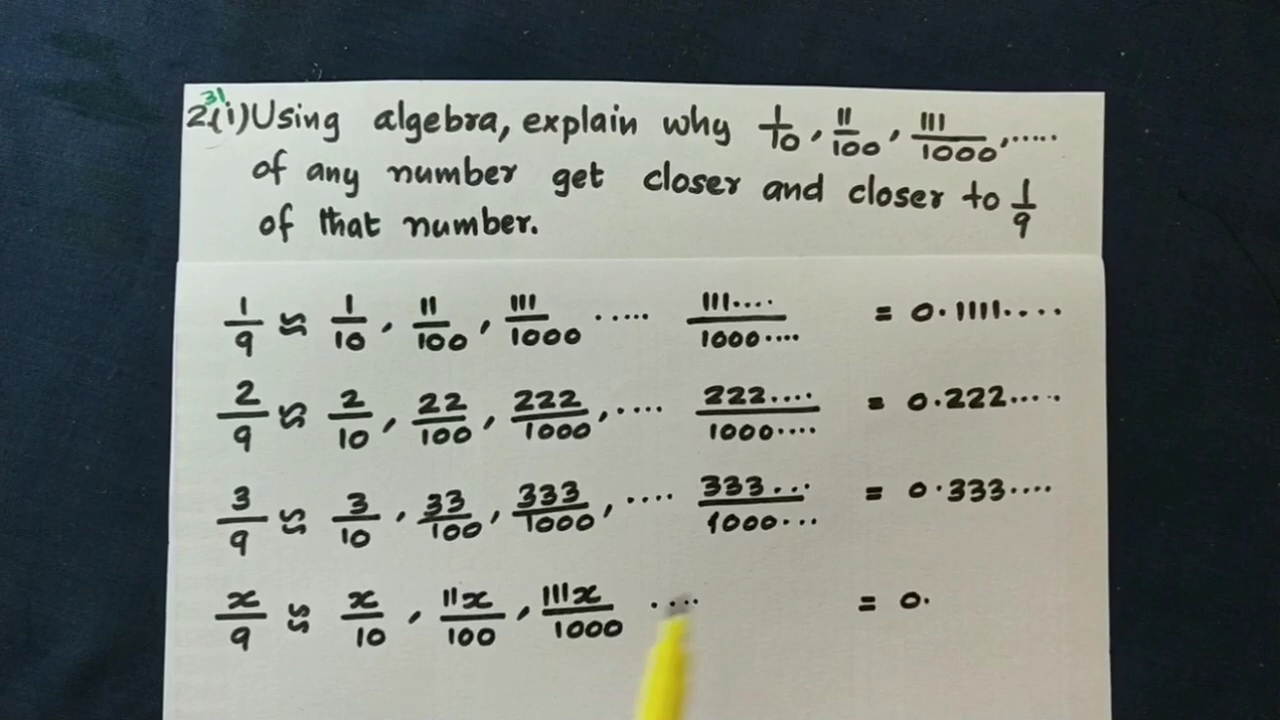 31
2(i) Using algebra, explain why 1/10, 11/100, 111/1000, .....
of any number get closer and closer to 1/9
of that number.
1/9 ≈ 1/10, 11/100, 111/1000 ..... 111..../1000.... = 0.1111....
2/9 ≈ 2/10, 22/100, 222/1000, .... 222..../1000.... = 0.222.....
3/9 ≈ 3/10, 33/100, 333/1000, .... 333.../1000... = 0.333....
x/9 ≈ x/10, 11x/100, 111x/1000 .... = 0.